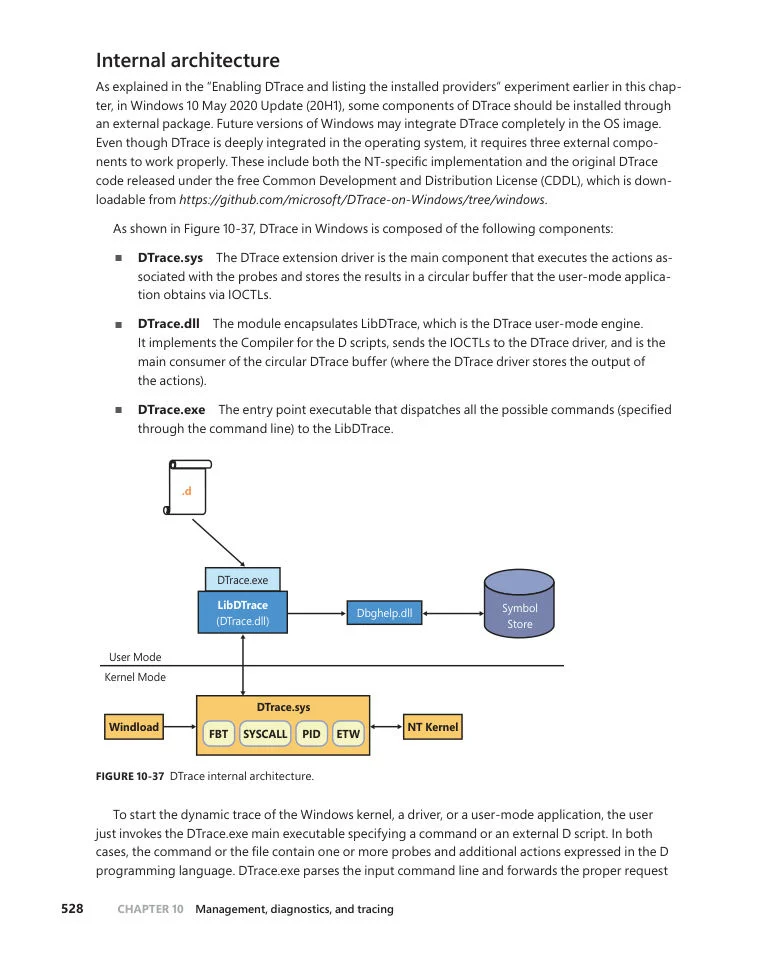 Internal architecture
As explained in the “Enabling DTrace and listing the installed providers” experiment earlier in this chap-
ter, in Windows 10 May 2020 Update (20H1), some components of DTrace should be installed through
an external package. Future versions of Windows may integrate DTrace completely in the OS image.
Even though DTrace is deeply integrated in the operating system, it requires three external compo-
nents to work properly. These include both the NT-specific implementation and the original DTrace
code released under the free Common Development and Distribution License (CDDL), which is down-
loadable from https://github.com/microsoft/DTrace-on-Windows/tree/windows.
As shown in Figure 10-37, DTrace in Windows is composed of the following components:
■ DTrace.sys The DTrace extension driver is the main component that executes the actions as-
sociated with the probes and stores the results in a circular buffer that the user-mode applica-
tion obtains via IOCTLs.
■ DTrace.dll The module encapsulates LibDTrace, which is the DTrace user-mode engine.
It implements the Compiler for the D scripts, sends the IOCTLs to the DTrace driver, and is the
main consumer of the circular DTrace buffer (where the DTrace driver stores the output of
the actions).
■ DTrace.exe The entry point executable that dispatches all the possible commands (specified
through the command line) to the LibDTrace.
.d
DTrace.exe
LibDTrace
(DTrace.dll)
Dbghelp.dll
Symbol
Store
User Mode
Kernel Mode
DTrace.sys
Windload
FBT SYSCALL PID ETW
NT Kernel
FIGURE 10-37 DTrace internal architecture.
To start the dynamic trace of the Windows kernel, a driver, or a user-mode application, the user
just invokes the DTrace.exe main executable specifying a command or an external D script. In both
cases, the command or the file contain one or more probes and additional actions expressed in the D
programming language. DTrace.exe parses the input command line and forwards the proper request
528 CHAPTER 10 Management, diagnostics, and tracing